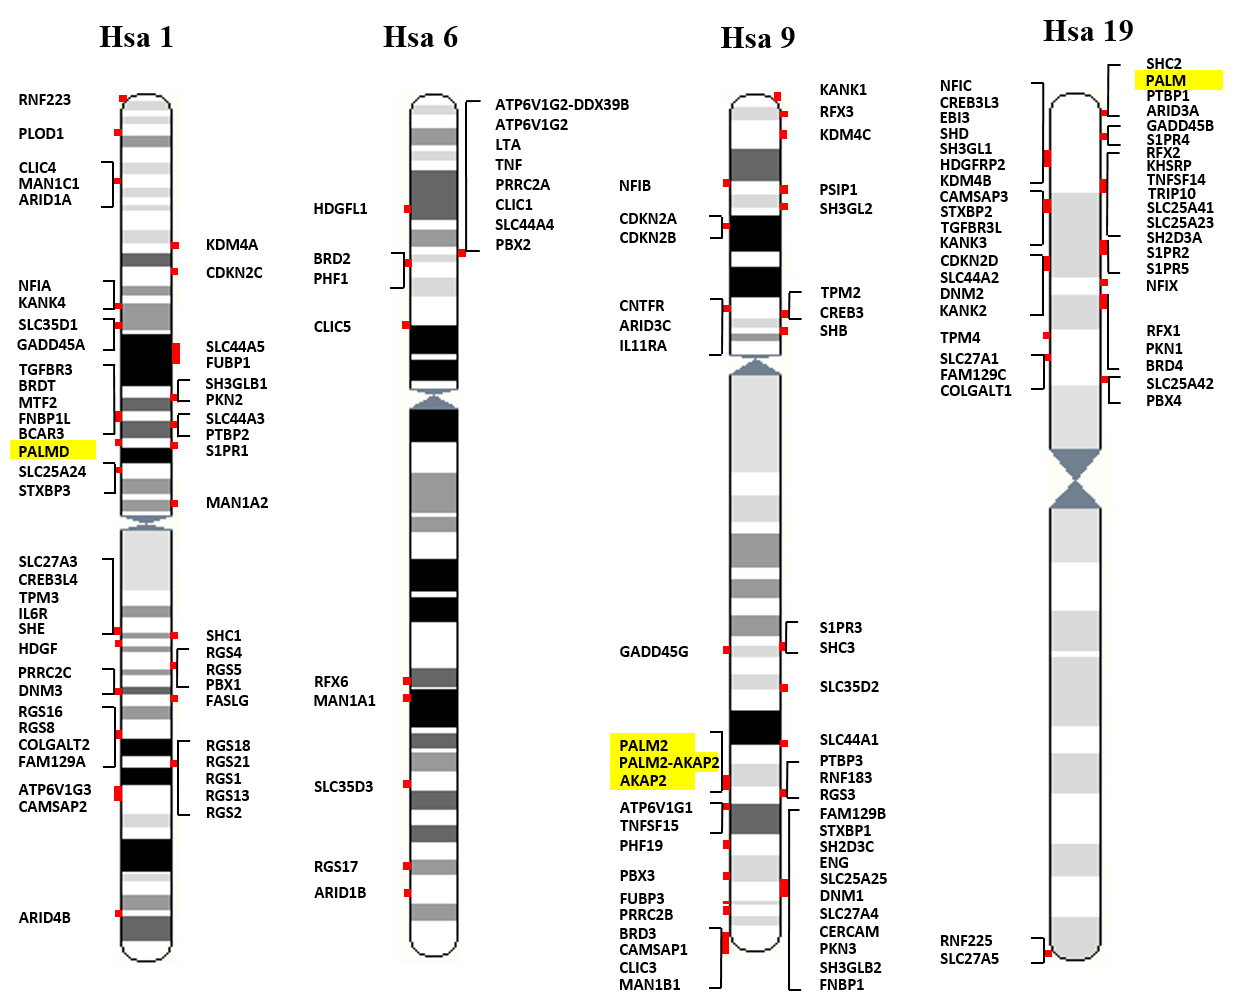 Hsa 1
Hsa 6
Hsa 9
Hsa 19
RNF223
PLOD1
CLIC4
MAN1C1
ARID1A
NFIA
KANK4
SLC35D1
GADD45A
TGFBR3
BRDT
MTF2
FNBP1L
BCAR3
PALMD
SLC25A24
STXBP3
SLC27A3
CREB3L4
TPM3
IL6R
SHE
HDGF
PRRC2C
DNM3
RGS16
RGS8
COLGALT2
FAM129A
ATP6V1G3
CAMSAP2
ARID4B
KDM4A
CDKN2C
SLC44A5
FUBP1
SH3GLB1
PKN2
SLC44A3
PTBP2
S1PR1
MAN1A2
SHC1
RGS4
RGS5
PBX1
FASLG
RGS18
RGS21
RGS1
RGS13
RGS2
HDGFL1
BRD2
PHF1
CLIC5
RFX6
MAN1A1
SLC35D3
RGS17
ARID1B
ATP6V1G2-DDX39B
ATP6V1G2
LTA
TNF
PRRC2A
CLIC1
SLC44A4
PBX2
NFIB
CDKN2A
CDKN2B
CNTFR
ARID3C
IL11RA
GADD45G
PALM2
PALM2-AKAP2
AKAP2
ATP6V1G1
TNFSF15
PHF19
PBX3
FUBP3
PRRC2B
BRD3
CAMSAP1
CLIC3
MAN1B1
KANK1
RFX3
KDM4C
PSIP1
SH3GL2
TPM2
CREB3
SHB
S1PR3
SHC3
SLC35D2
SLC44A1
PTBP3
RNF183
RGS3
FAM129B
STXBP1
SH2D3C
ENG
SLC25A25
DNM1
SLC27A4
CERCAM
PKN3
SH3GLB2
FNBP1
NFIC
CREB3L3
EBI3
SHD
SH3GL1
HDGFRP2
KDM4B
CAMSAP3
STXBP2
TGFBR3L
KANK3
CDKN2D
SLC44A2
DNM2
KANK2
TPM4
SLC27A1
FAM129C
COLGALT1
RNF225
SLC27A5
SHC2
PALM
PTBP1
ARID3A
GADD45B
S1PR4
RFX2
KHSRP
TNFSF14
TRIP10
SLC25A41
SLC25A23
SH2D3A
S1PR2
S1PR5
NFIX
RFX1
PKN1
BRD4
SLC25A42
PBX4